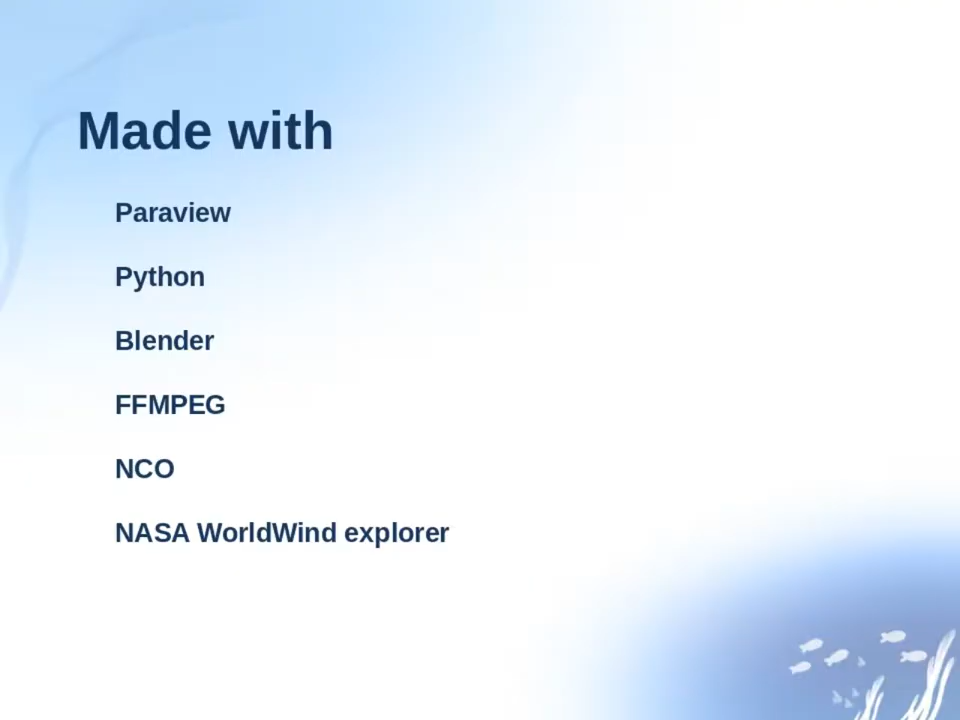 Made with
Paraview
Python
Blender
FFMPEG
NCO
NASA WorldWind explorer